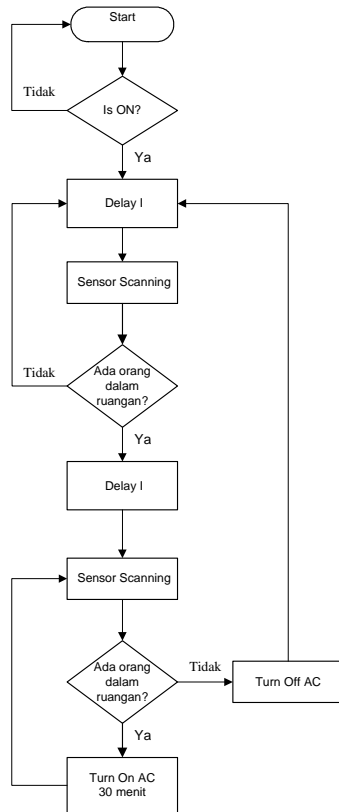 Start
Tidak
Is ON?
Ya
Delay I
Sensor Scanning
Tidak
Ada orang
dalam
ruangan?
Ya
Delay I
Sensor Scanning
Ada orang
dalam
ruangan?
Tidak
Turn Off AC
Ya
Turn On AC
30 menit